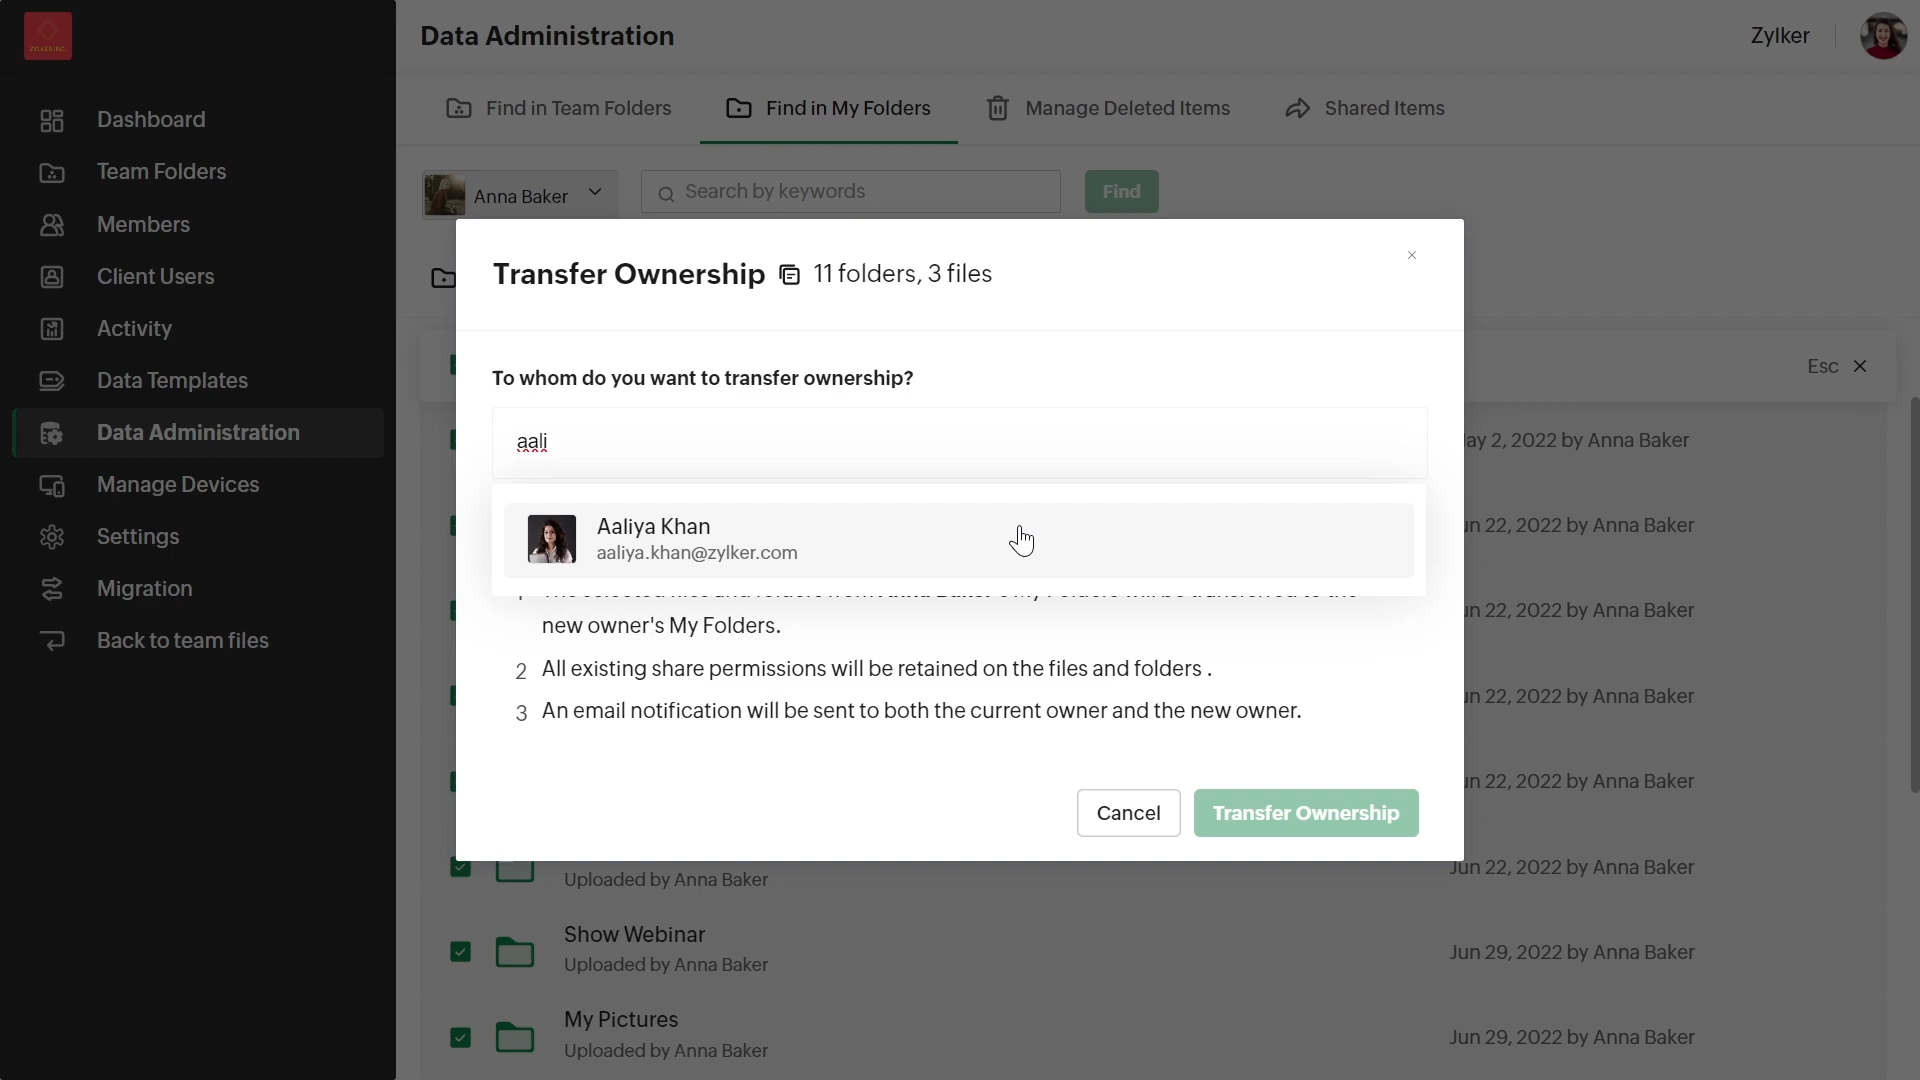 ZYLKER INC.
Data Administration
Zylker
Dashboard
Team Folders
Members
Client Users
Activity
Data Templates
Data Administration
Manage Devices
Settings
Migration
Back to team files
Find in Team Folders
Find in My Folders
Manage Deleted Items
Shared Items
Anna Baker
Search by keywords
Find
Transfer Ownership 11 folders, 3 files
Esc
To whom do you want to transfer ownership?
aali
Aaliya Khan
aaliya.khan@zylker.com
new owner's My Folders.
2 All existing share permissions will be retained on the files and folders .
3 An email notification will be sent to both the current owner and the new owner.
Cancel
Transfer Ownership
2, 2022 by Anna Baker
22, 2022 by Anna Baker
22, 2022 by Anna Baker
22, 2022 by Anna Baker
22, 2022 by Anna Baker
Uploaded by Anna Baker
Jun 22, 2022 by Anna Baker
Show Webinar
Uploaded by Anna Baker
Jun 29, 2022 by Anna Baker
My Pictures
Uploaded by Anna Baker
Jun 29, 2022 by Anna Baker